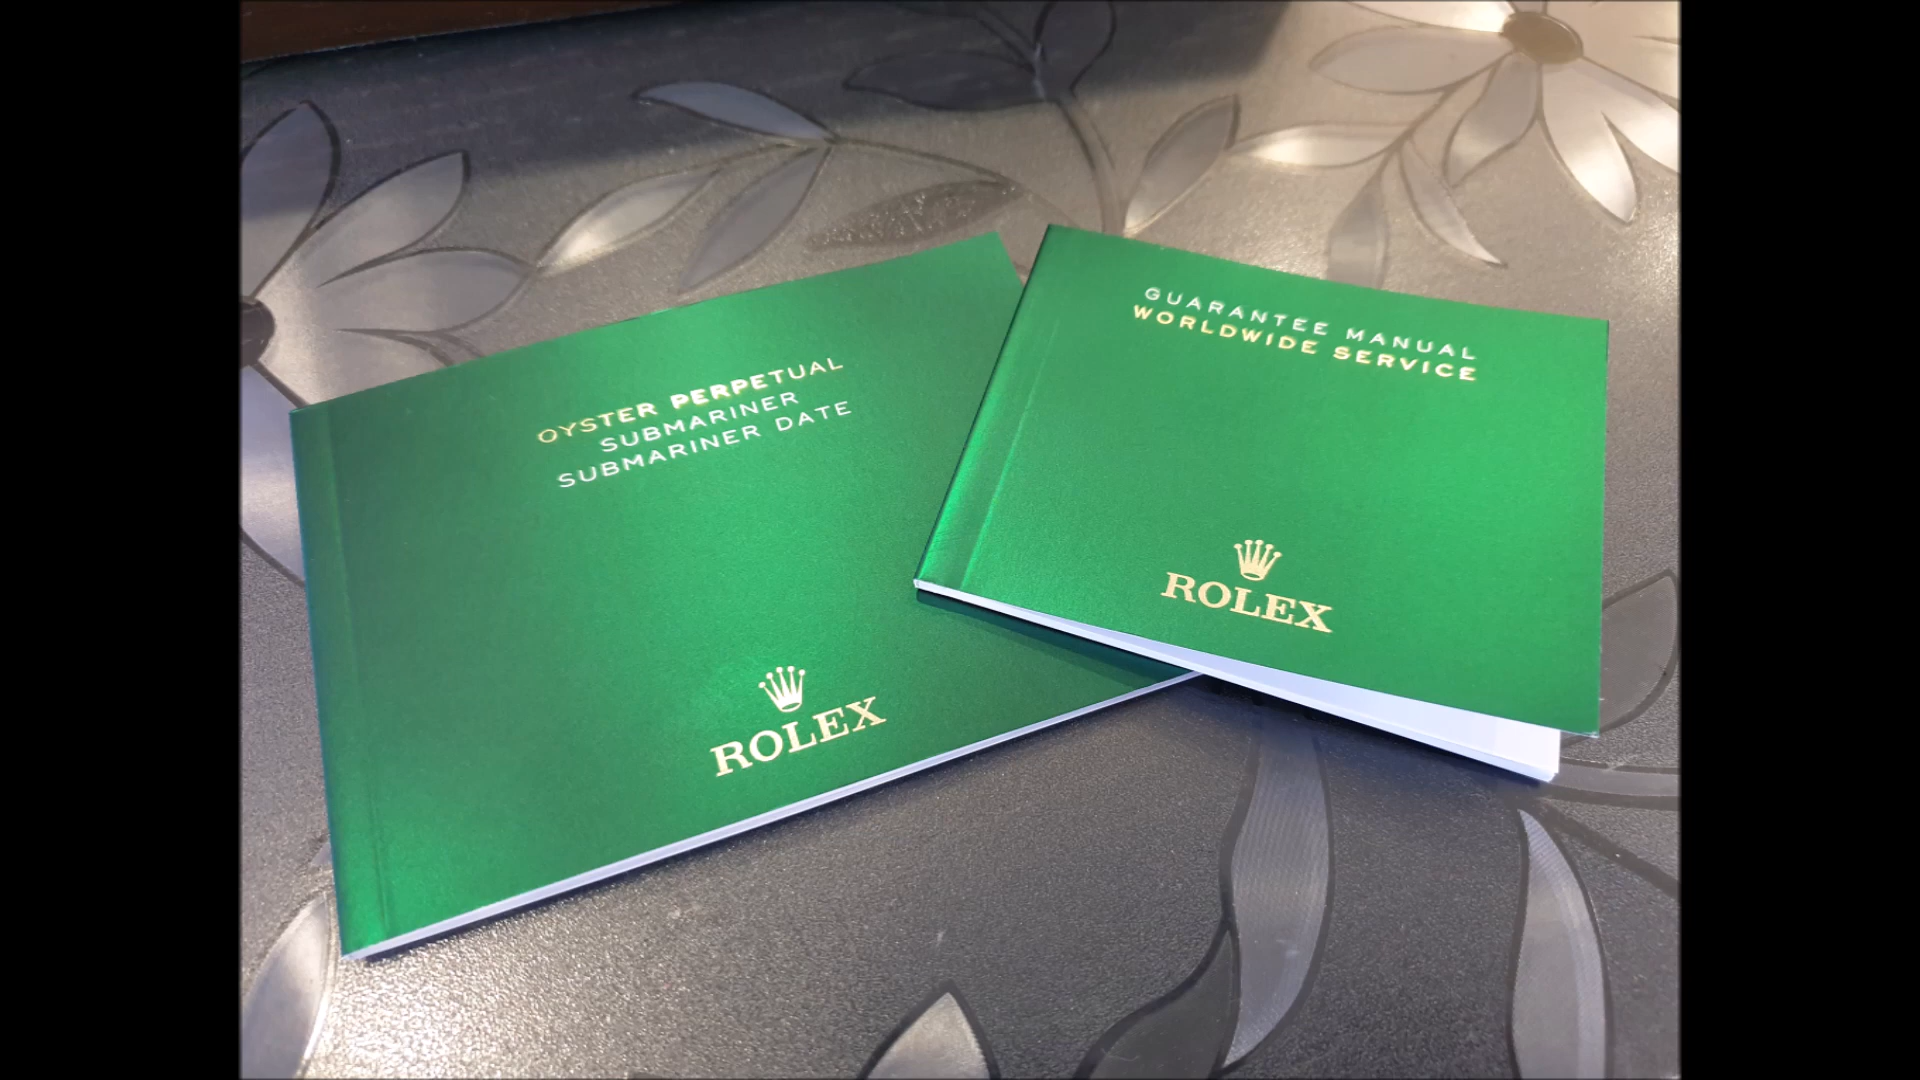 OYSTER PERPETUAL
SUBMARINER
SUBMARINER DATE
ROLEX
GUARANTEE MANUAL
WORLDWIDE SERVICE
ROLEX